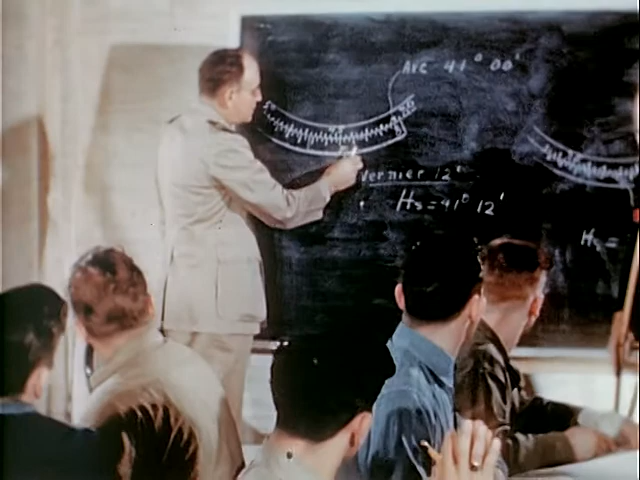 Arc 41° 00'
Vernier 12'
Hs = 41° 12'
Hs =